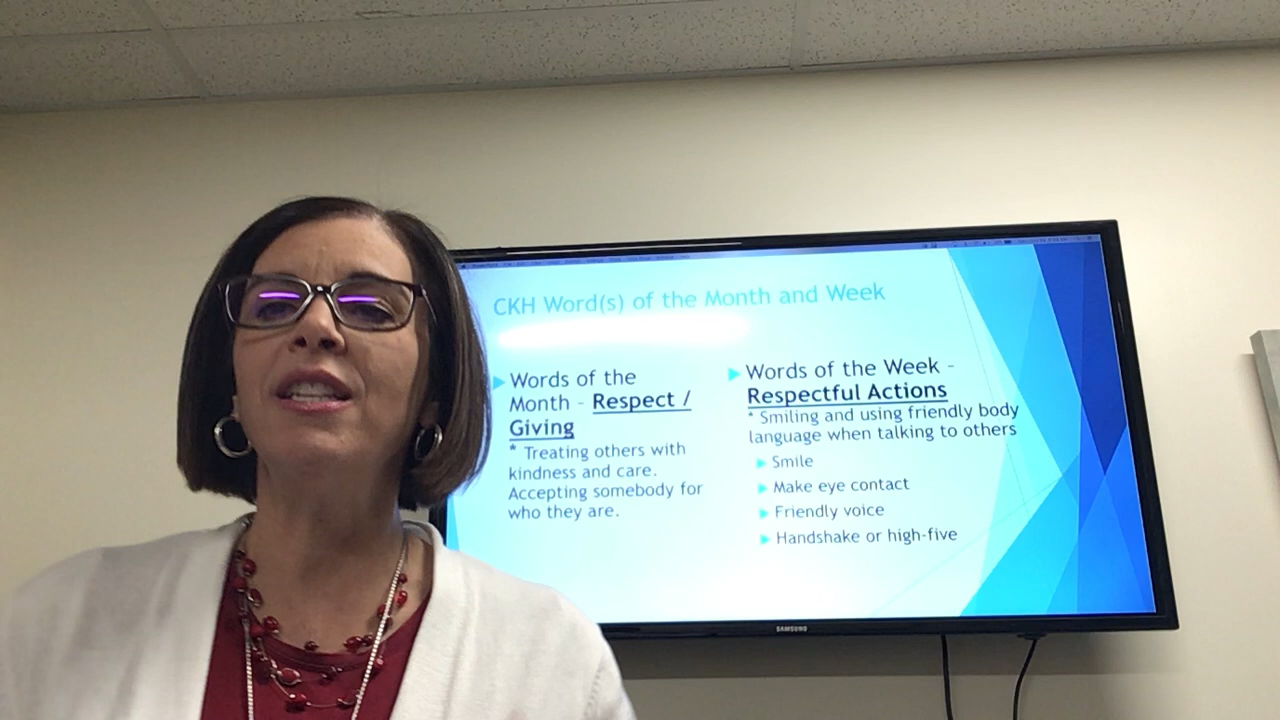 CKH Word(s) of the Month and Week
Words of the
Month - Respect /
Giving
* Treating others with
kindness and care.
Accepting somebody for
who they are.
Words of the Week -
Respectful Actions
* Smiling and using friendly body
language when talking to others
Smile
Make eye contact
Friendly voice
Handshake or high-five
SAMSUNG